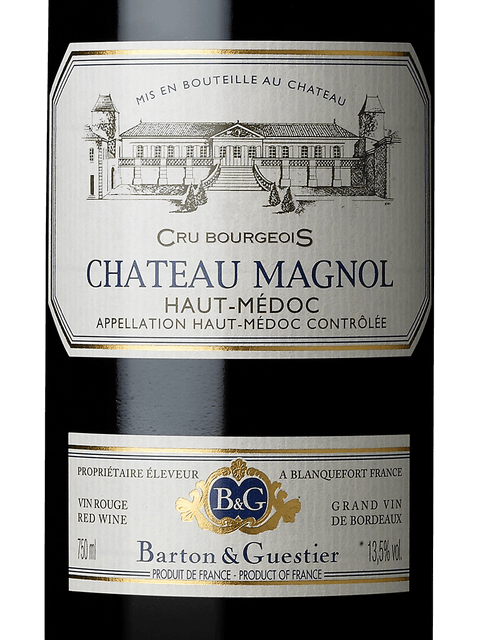 MIS EN BOUTEILLE AU CHATEAU
CRU BOURGEOIS
CHATEAU MAGNOL
HAUT-MÉDOC
APPELLATION HAUT-MÉDOC CONTRÔLÉE
PROPRIÉTAIRE ÉLEVEUR A BLANQUEFORT FRANCE
B&G
VIN ROUGE
RED WINE
GRAND VIN
DE BORDEAUX
750 ml
Barton & Guestier
13,5% vol.
PRODUIT DE FRANCE - PRODUCT OF FRANCE